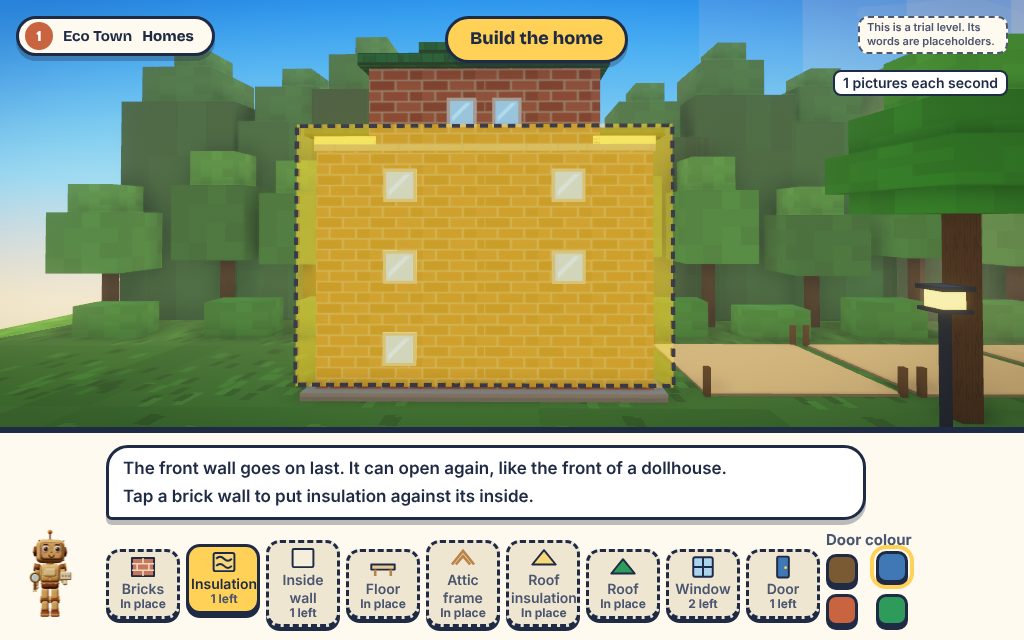 1 Eco Town Homes
Build the home
This is a trial level. Its
words are placeholders.
1 pictures each second
The front wall goes on last. It can open again, like the front of a dollhouse.
Tap a brick wall to put insulation against its inside.
Bricks
In place
Insulation
1 left
Inside
wall
1 left
Floor
In place
Attic
frame
In place
Roof
insulation
In place
Roof
In place
Window
2 left
Door
1 left
Door colour